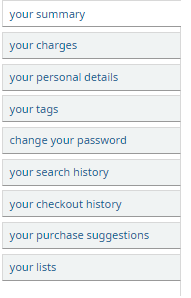 your summary
your charges
your personal details
your tags
change your password
your search history
your checkout history
your purchase suggestions
your lists